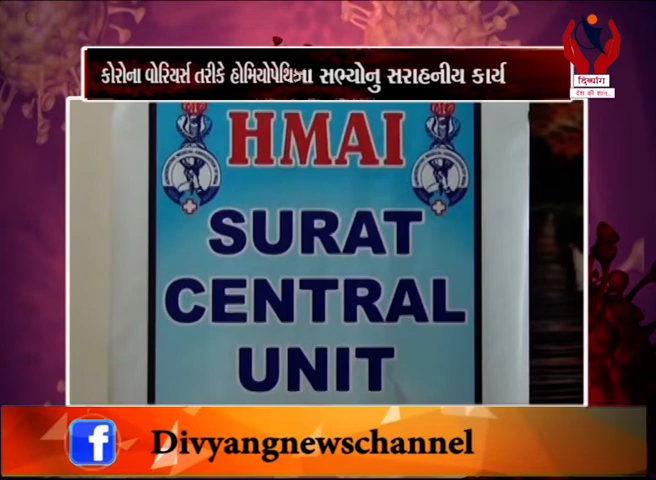 કોરોના વોરિયર્સ તરીકે હોમિયોપેથિકના સભ્યોનુ સરાહનીય કાર્ય
दिव्यांग
देश की शान..
HMAI
SURAT
CENTRAL
UNIT
f Divyangnewschannel